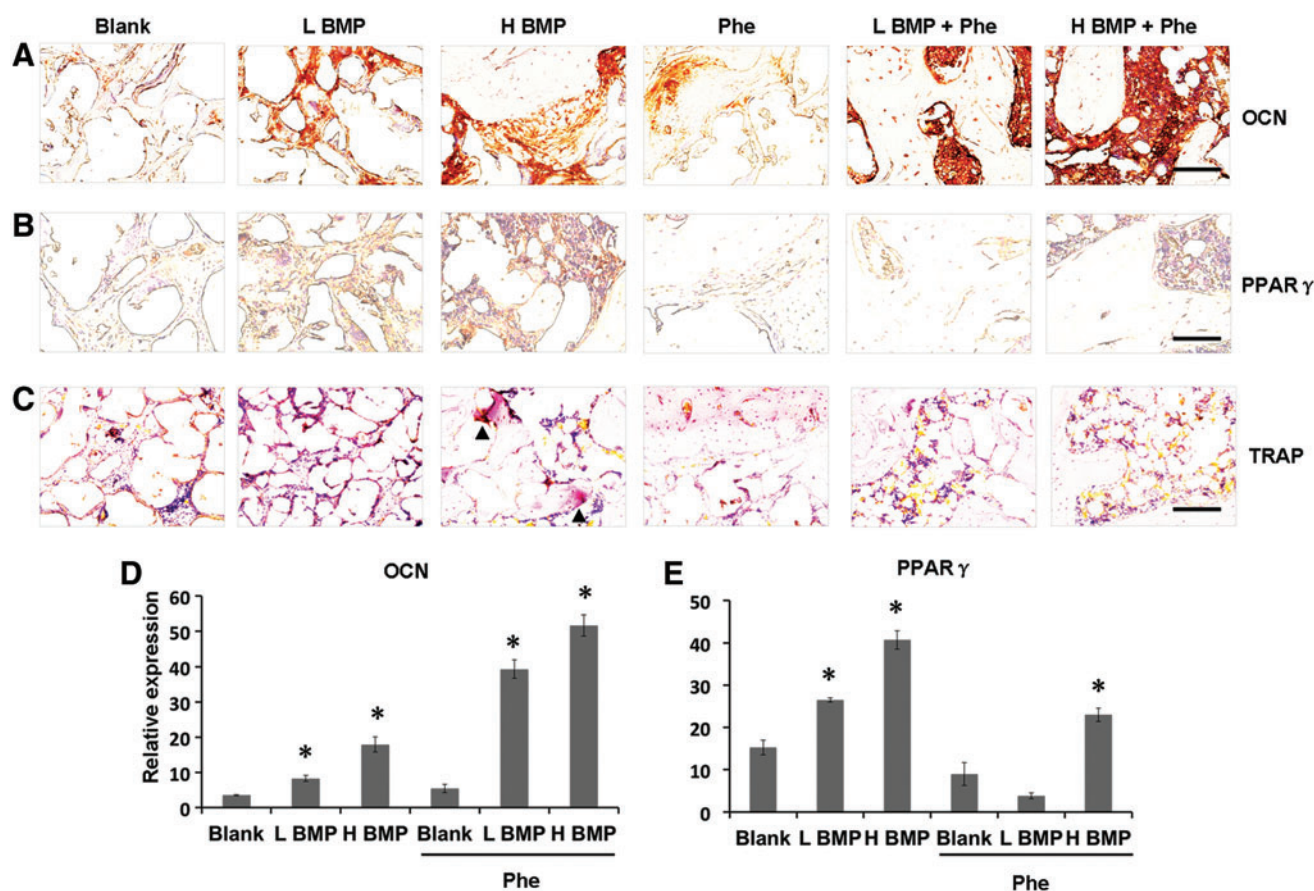 Blank L BMP H BMP Phe L BMP + Phe H BMP + Phe
A
OCN
B
PPAR γ
C
TRAP
D
OCN
Relative expression
60
50
40
30
20
10
0
* * * *
Blank L BMP H BMP Blank L BMP H BMP
Phe
E
PPAR γ
50
40
30
20
10
0
* * *
Blank L BMP H BMP Blank L BMP H BMP
Phe